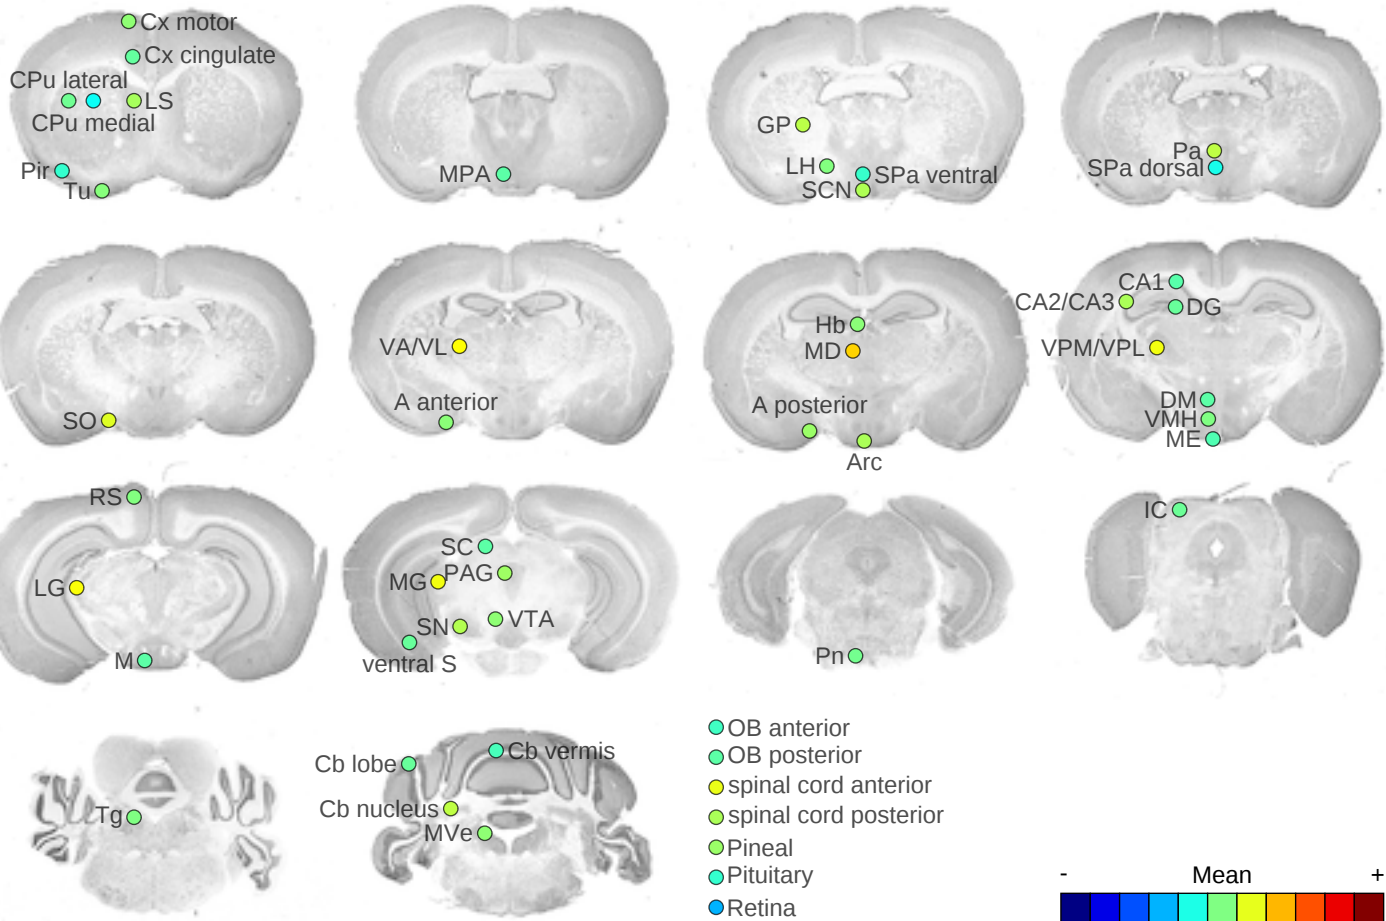 Cx motor
Cx cingulate
CPu lateral
LS
CPu medial
Pir
Tu
MPA
GP
LH
SPa ventral
SCN
Pa
SPa dorsal
SO
VA/VL
A anterior
Hb
MD
A posterior
Arc
CA1
CA2/CA3
DG
VPM/VPL
DM
VMH
ME
RS
LG
M
SC
PAG
MG
VTA
SN
ventral S
Pn
IC
Tg
Cb lobe
Cb vermis
Cb nucleus
MVe
OB anterior
OB posterior
spinal cord anterior
spinal cord posterior
Pineal
Pituitary
Retina
- Mean +